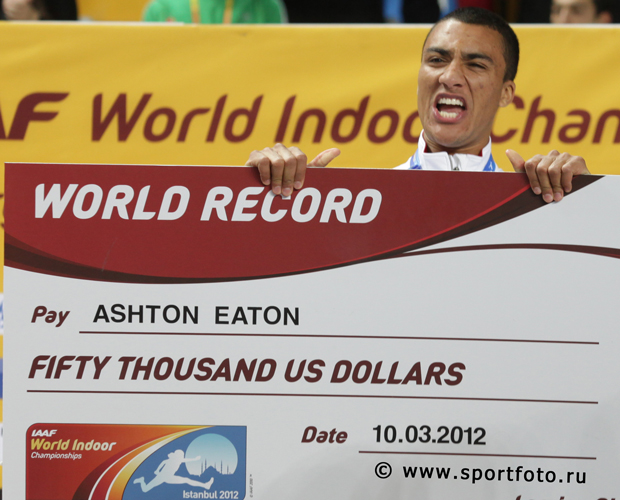 AAF World Indoor Chan
WORLD RECORD
Pay ASHTON EATON
FIFTY THOUSAND US DOLLARS
IAAF
World Indoor
Championships
Date 10.03.2012
Istanbul 2012
© www.sportfoto.ru